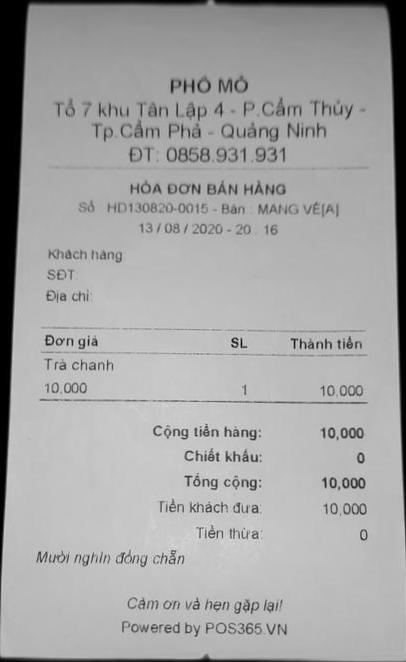 PHỐ MỎ
Tổ 7 khu Tân Lập 4 - P.Cẩm Thủy -
Tp.Cẩm Phả - Quảng Ninh
ĐT: 0858.931.931
HÓA ĐƠN BÁN HÀNG
Số : HD130820-0015 - Bàn : MANG VỀ[A]
13 / 08 / 2020 - 20 : 16
Khách hàng:
SĐT:
Địa chỉ:
Đơn giá SL Thành tiền
Trà chanh
10,000 1 10,000
Cộng tiền hàng: 10,000
Chiết khấu: 0
Tổng cộng: 10,000
Tiền khách đưa: 10,000
Tiền thừa: 0
Mười nghìn đồng chẵn
Cảm ơn và hẹn gặp lại!
Powered by POS365.VN